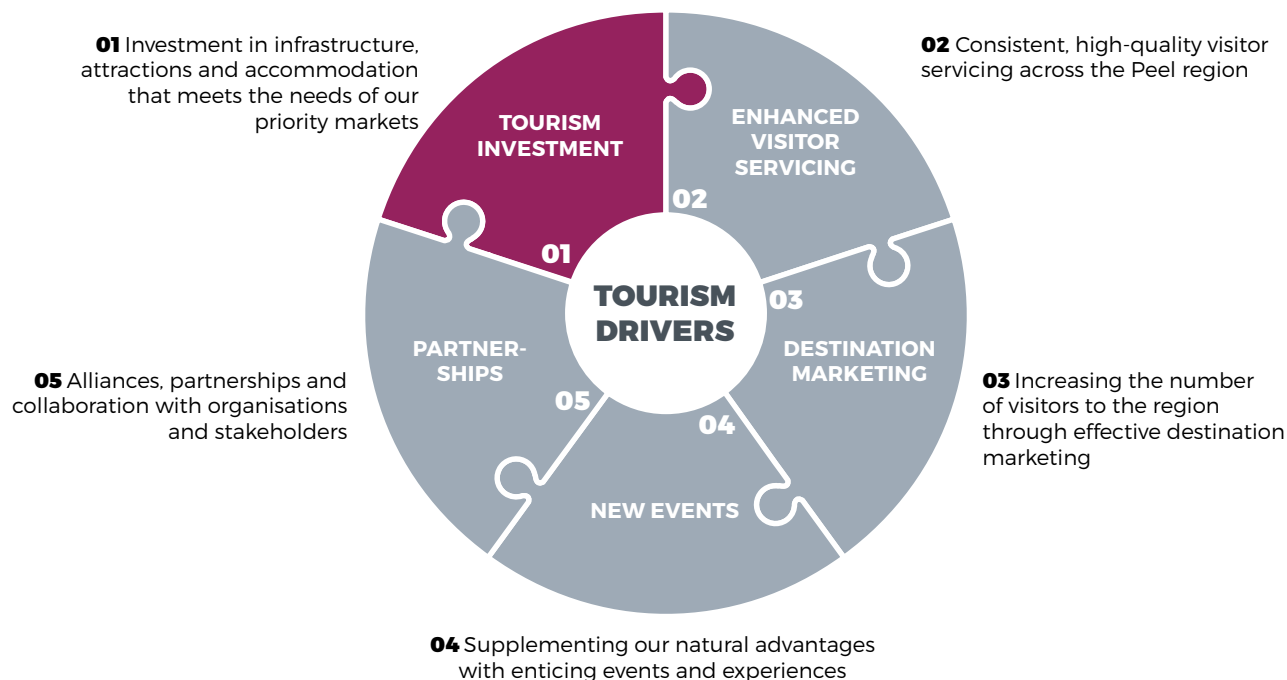 01 Investment in infrastructure,
attractions and accommodation
that meets the needs of our
priority markets
02 Consistent, high-quality visitor
servicing across the Peel region
TOURISM
INVESTMENT
01
ENHANCED
VISITOR
SERVICING
02
TOURISM
DRIVERS
03
DESTINATION
MARKETING
PARTNER-
SHIPS
05
04
NEW EVENTS
05 Alliances, partnerships and
collaboration with organisations
and stakeholders
03 Increasing the number
of visitors to the region
through effective destination
marketing
04 Supplementing our natural advantages
with enticing events and experiences